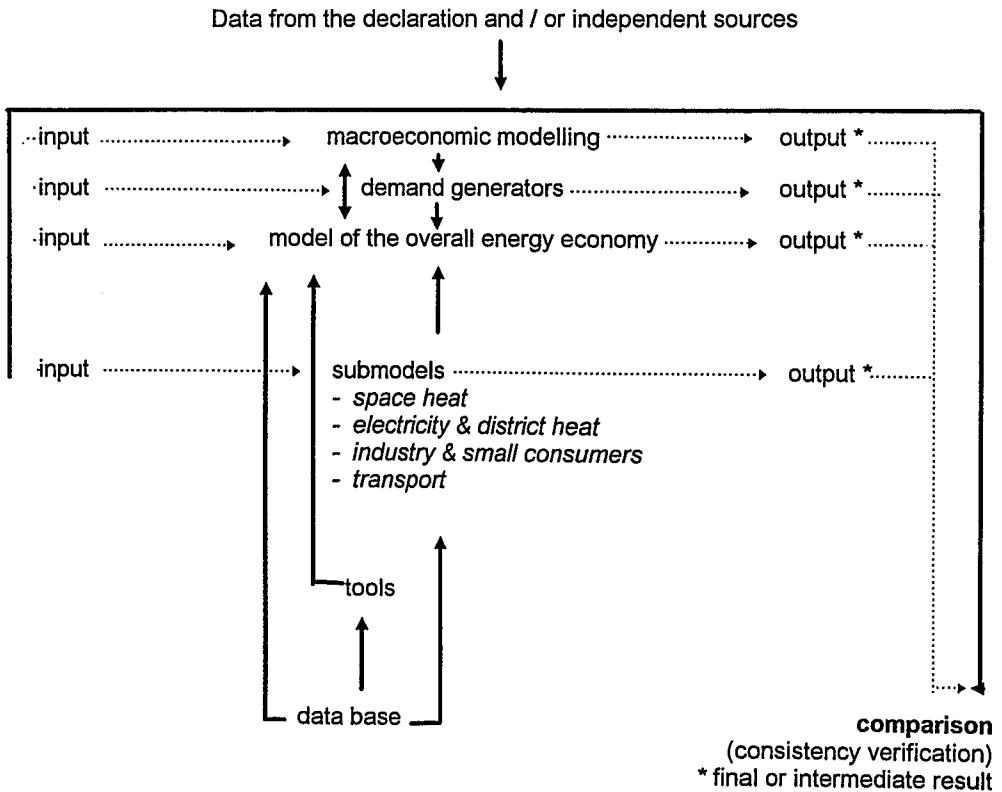 Data from the declaration and / or independent sources
input macroeconomic modelling output *
input demand generators output *
input model of the overall energy economy output *
input submodels output *
- space heat
- electricity & district heat
- industry & small consumers
- transport
tools
data base
comparison
(consistency verification)
* final or intermediate result